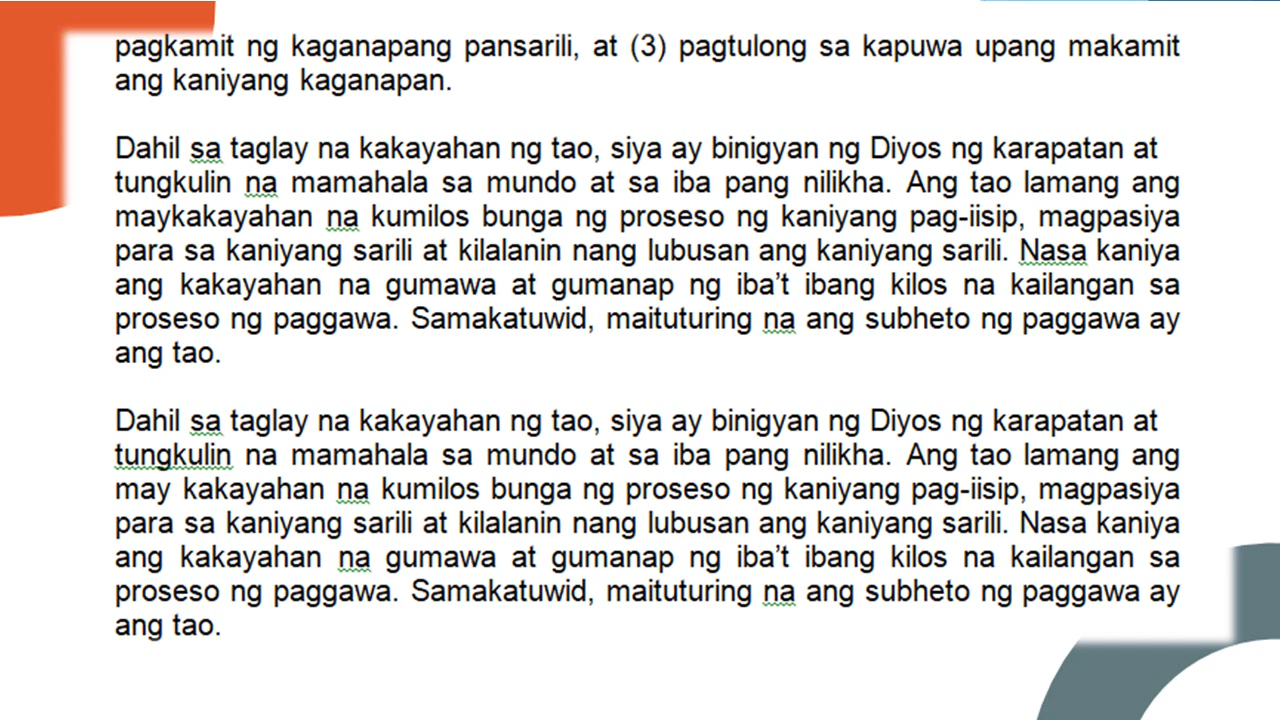 pagkamit ng kaganapang pansarili, at (3) pagtulong sa kapuwa upang makamit
ang kaniyang kaganapan.
Dahil sa taglay na kakayahan ng tao, siya ay binigyan ng Diyos ng karapatan at
tungkulin na mamahala sa mundo at sa iba pang nilikha. Ang tao lamang ang
maykakayahan na kumilos bunga ng proseso ng kaniyang pag-iisip, magpasiya
para sa kaniyang sarili at kilalanin nang lubusan ang kaniyang sarili. Nasa kaniya
ang kakayahan na gumawa at gumanap ng iba’t ibang kilos na kailangan sa
proseso ng paggawa. Samakatuwid, maituturing na ang subheto ng paggawa ay
ang tao.
Dahil sa taglay na kakayahan ng tao, siya ay binigyan ng Diyos ng karapatan at
tungkulin na mamahala sa mundo at sa iba pang nilikha. Ang tao lamang ang
may kakayahan na kumilos bunga ng proseso ng kaniyang pag-iisip, magpasiya
para sa kaniyang sarili at kilalanin nang lubusan ang kaniyang sarili. Nasa kaniya
ang kakayahan na gumawa at gumanap ng iba’t ibang kilos na kailangan sa
proseso ng paggawa. Samakatuwid, maituturing na ang subheto ng paggawa ay
ang tao.